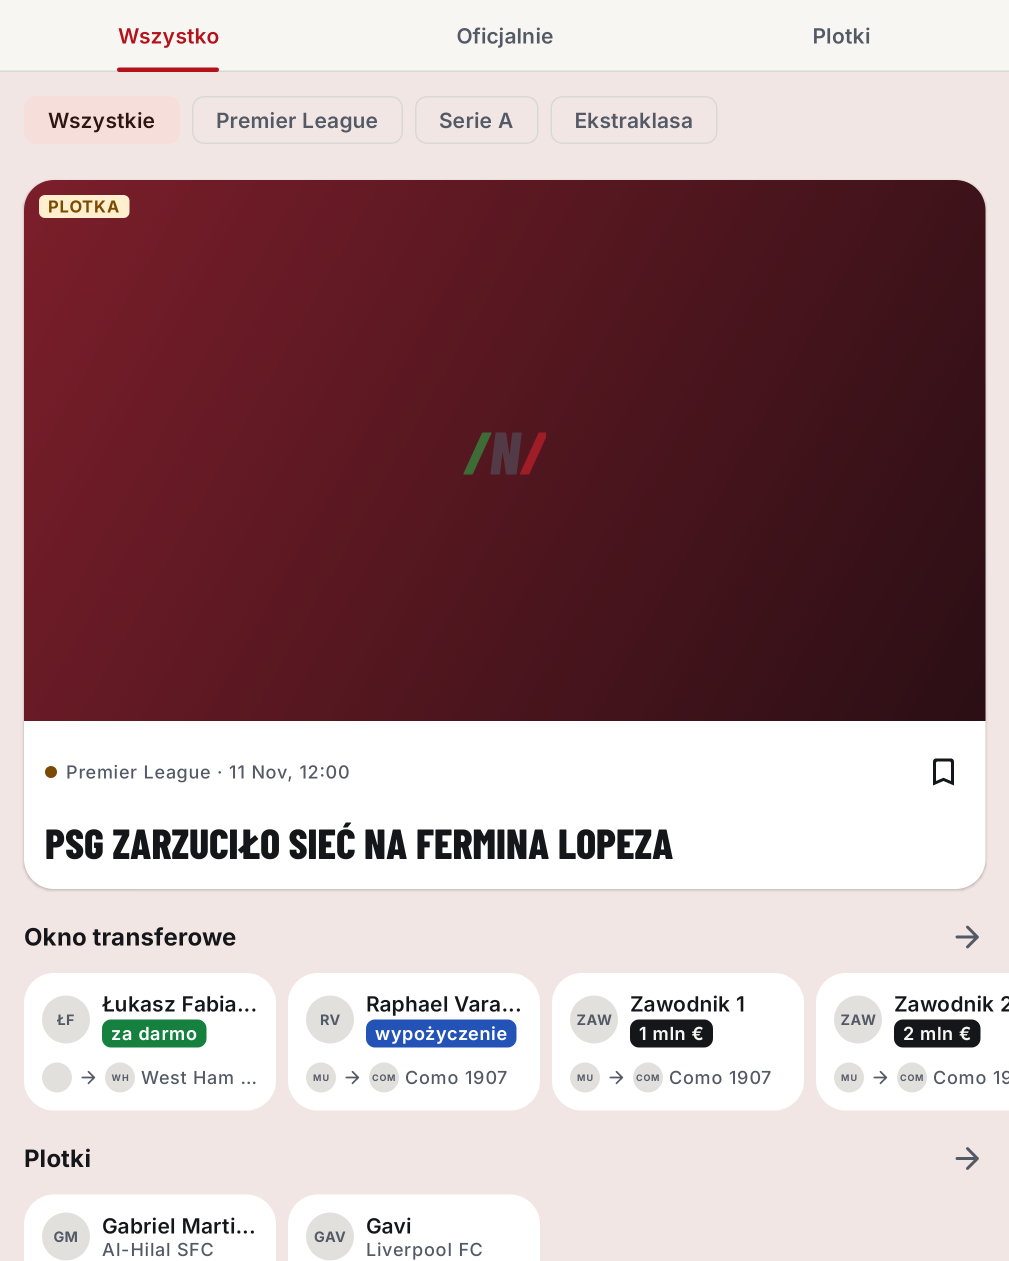 Wszystko Oficjalnie Plotki
Wszystkie Premier League Serie A Ekstraklasa
PLOTKA
/N/
Premier League · 11 Nov, 12:00
PSG ZARZUCIŁO SIEĆ NA FERMINA LOPEZA
Okno transferowe
ŁF Łukasz Fabia...
za darmo
WH West Ham ...
RV Raphael Vara...
wypożyczenie
MU COM Como 1907
ZAW Zawodnik 1
1 mln €
MU COM Como 1907
ZAW Zawodnik 2
2 mln €
MU COM Como 19
Plotki
GM Gabriel Marti...
Al-Hilal SFC
GAV Gavi
Liverpool FC